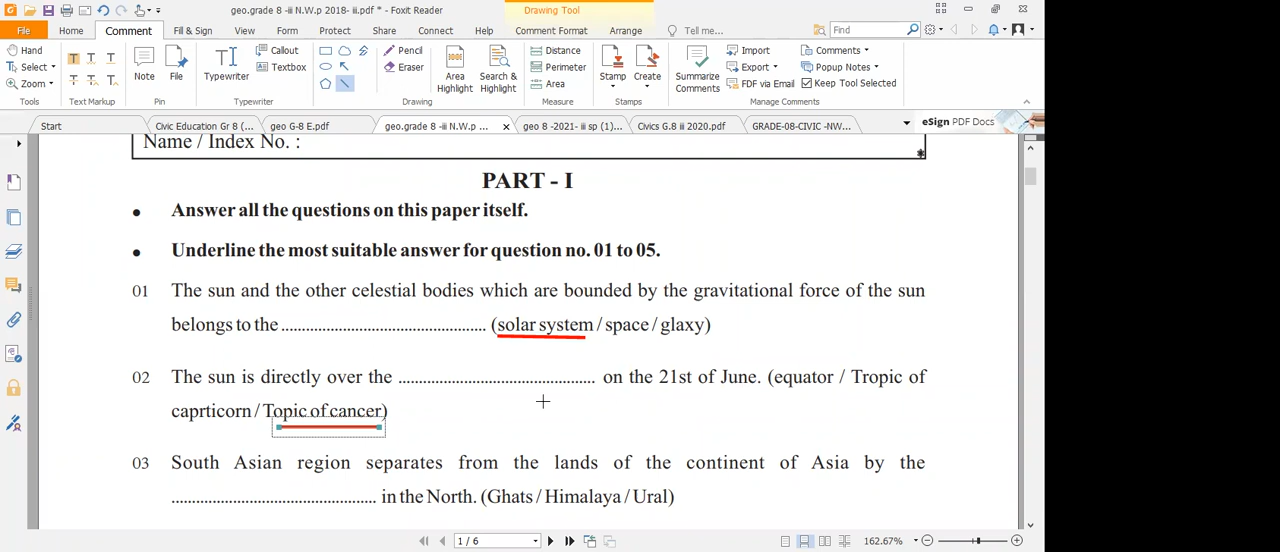 geo.grade 8 -ii N.W.p 2018- ii.pdf * - Foxit Reader
Drawing Tool
File Home Comment Fill & Sign View Form Protect Share Connect Help Comment Format Arrange Tell me... Find
Hand
Select
Zoom
Tools
T T T
T T T
Text Markup
Note
File
Pin
Typewriter
Callout
Textbox
Typewriter
Pencil
Eraser
Drawing
Area Highlight
Search & Highlight
Distance
Perimeter
Area
Measure
Stamp
Create
Stamps
Summarize Comments
Import
Export
FDF via Email
Comments
Popup Notes
Keep Tool Selected
Manage Comments
Start Civic Education Gr 8 (... geo G-8 E.pdf geo.grade 8 -ii N.W.p ... geo 8 -2021- ii sp (1)... Civics G.8 ii 2020.pdf GRADE-08-CIVIC -NW... eSign PDF Docs
Name / Index No. :
PART - I
• Answer all the questions on this paper itself.
• Underline the most suitable answer for question no. 01 to 05.
01 The sun and the other celestial bodies which are bounded by the gravitational force of the sun
belongs to the .................................................. (solar system / space / glaxy)
02 The sun is directly over the ................................................ on the 21st of June. (equator / Tropic of
caprticorn / Topic of cancer)
03 South Asian region separates from the lands of the continent of Asia by the
.................................................. in the North. (Ghats / Himalaya / Ural)
1 / 6
162.67%